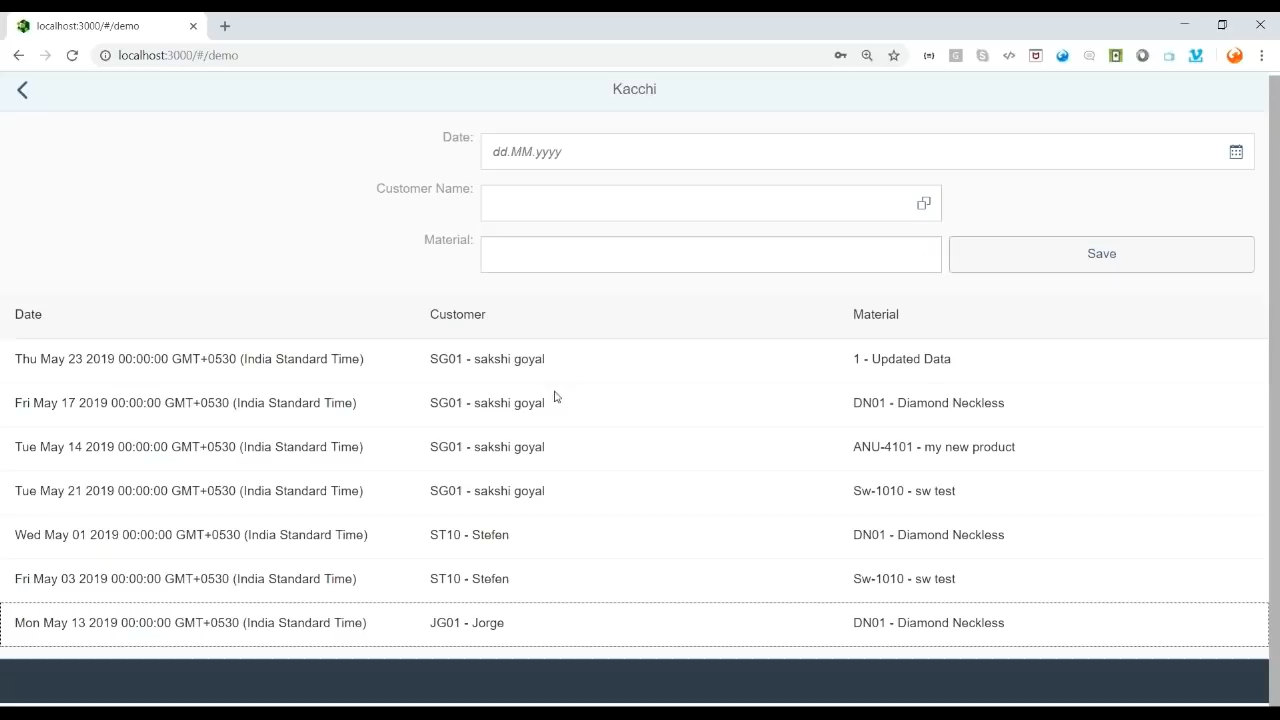 localhost:3000/#/demo
localhost:3000/#/demo
Kacchi
Date:
dd.MM.yyyy
Customer Name:
Material:
Save
Date Customer Material
Thu May 23 2019 00:00:00 GMT+0530 (India Standard Time) SG01 - sakshi goyal 1 - Updated Data
Fri May 17 2019 00:00:00 GMT+0530 (India Standard Time) SG01 - sakshi goyal DN01 - Diamond Neckless
Tue May 14 2019 00:00:00 GMT+0530 (India Standard Time) SG01 - sakshi goyal ANU-4101 - my new product
Tue May 21 2019 00:00:00 GMT+0530 (India Standard Time) SG01 - sakshi goyal Sw-1010 - sw test
Wed May 01 2019 00:00:00 GMT+0530 (India Standard Time) ST10 - Stefen DN01 - Diamond Neckless
Fri May 03 2019 00:00:00 GMT+0530 (India Standard Time) ST10 - Stefen Sw-1010 - sw test
Mon May 13 2019 00:00:00 GMT+0530 (India Standard Time) JG01 - Jorge DN01 - Diamond Neckless